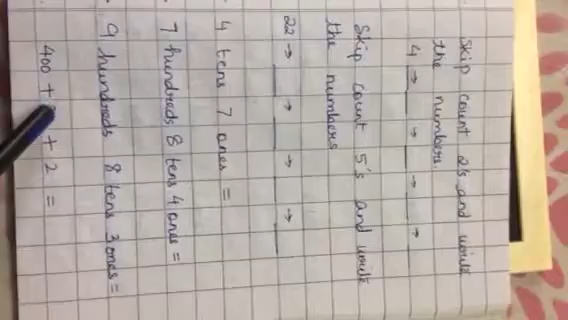 Skip count 2's and write
the numbers.
4 → ___ → ___ → ___ → ___
Skip count 5's and write
the numbers
22 → ___ → ___ → ___ → ___
4 tens 7 ones =
7 hundreds 8 tens 4 ones =
9 hundreds 8 tens 3 ones =
400 + + 2 =